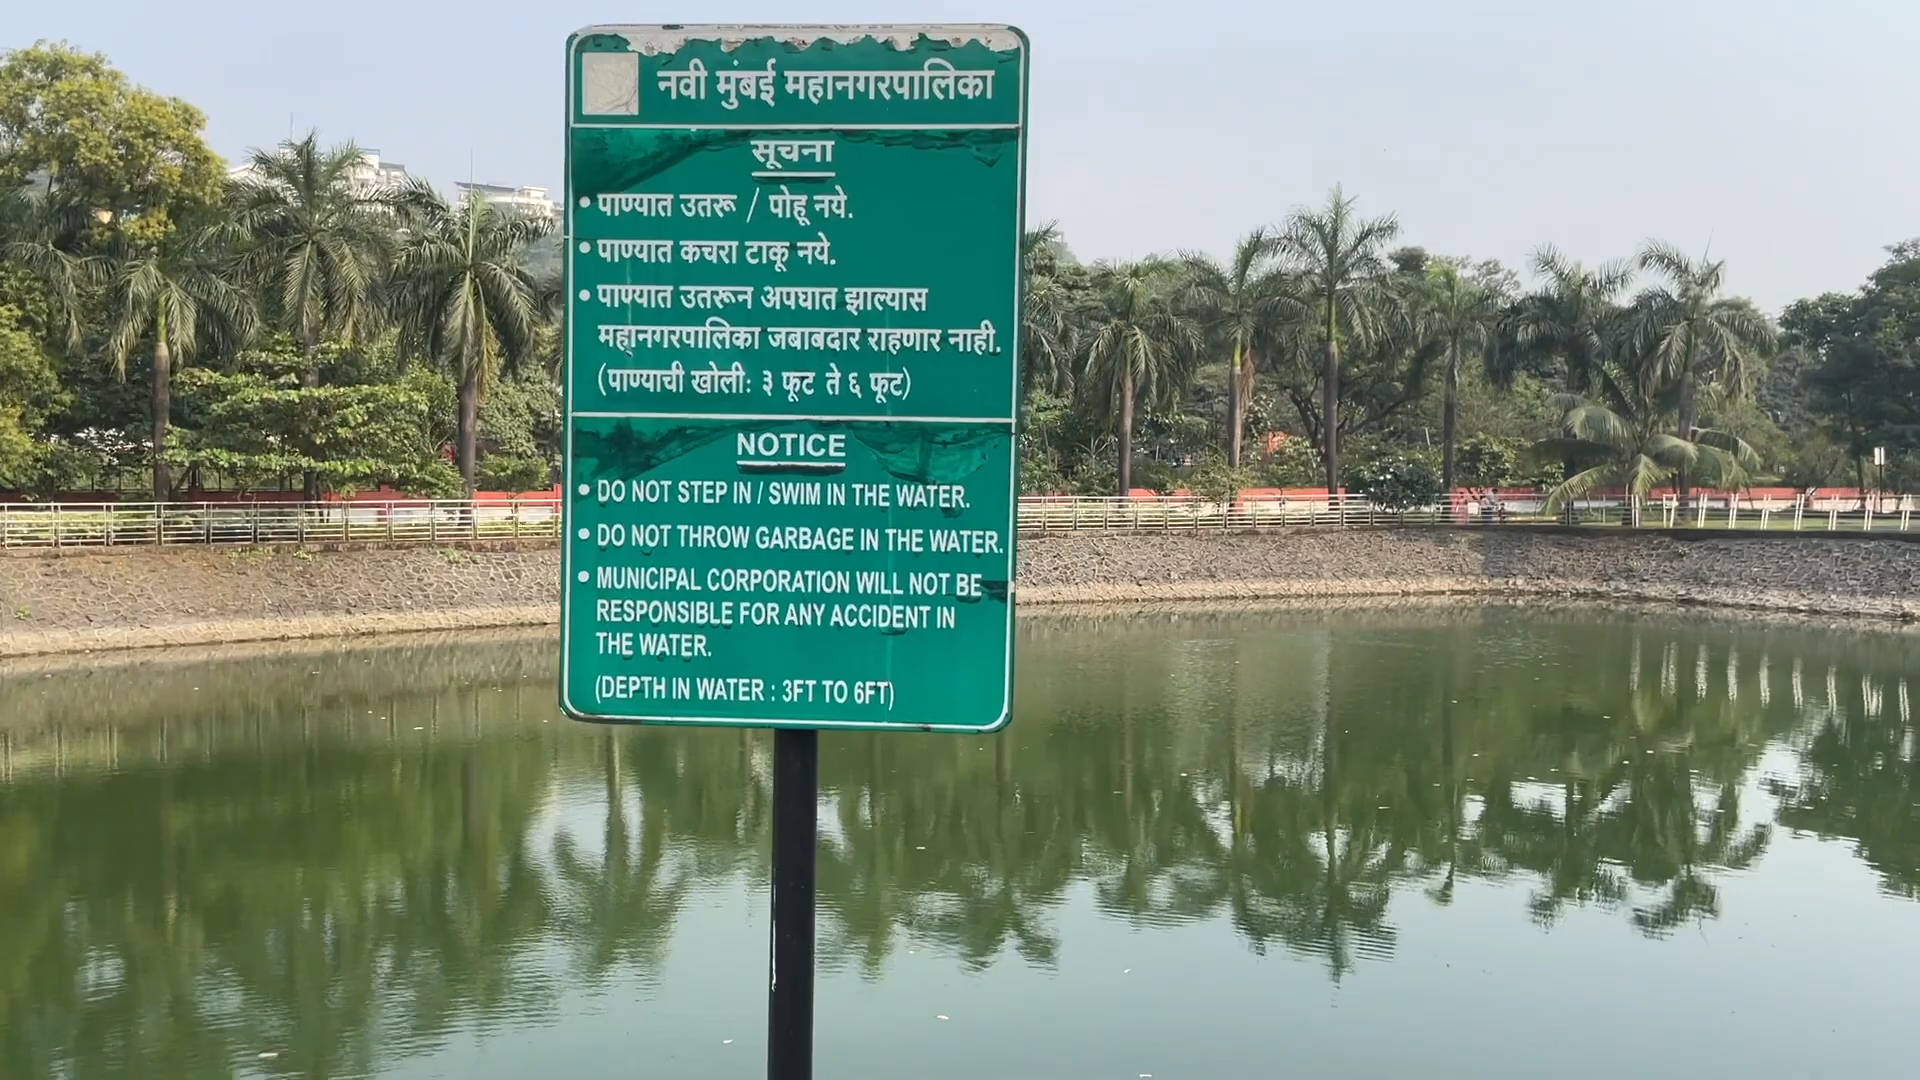 नवी मुंबई महानगरपालिका
सूचना
• पाण्यात उतरू / पोहू नये.
• पाण्यात कचरा टाकू नये.
• पाण्यात उतरून अपघात झाल्यास
महानगरपालिका जबाबदार राहणार नाही.
(पाण्याची खोली: ३ फूट ते ६ फूट)
NOTICE
• DO NOT STEP IN / SWIM IN THE WATER.
• DO NOT THROW GARBAGE IN THE WATER.
• MUNICIPAL CORPORATION WILL NOT BE
RESPONSIBLE FOR ANY ACCIDENT IN
THE WATER.
(DEPTH IN WATER : 3FT TO 6FT)